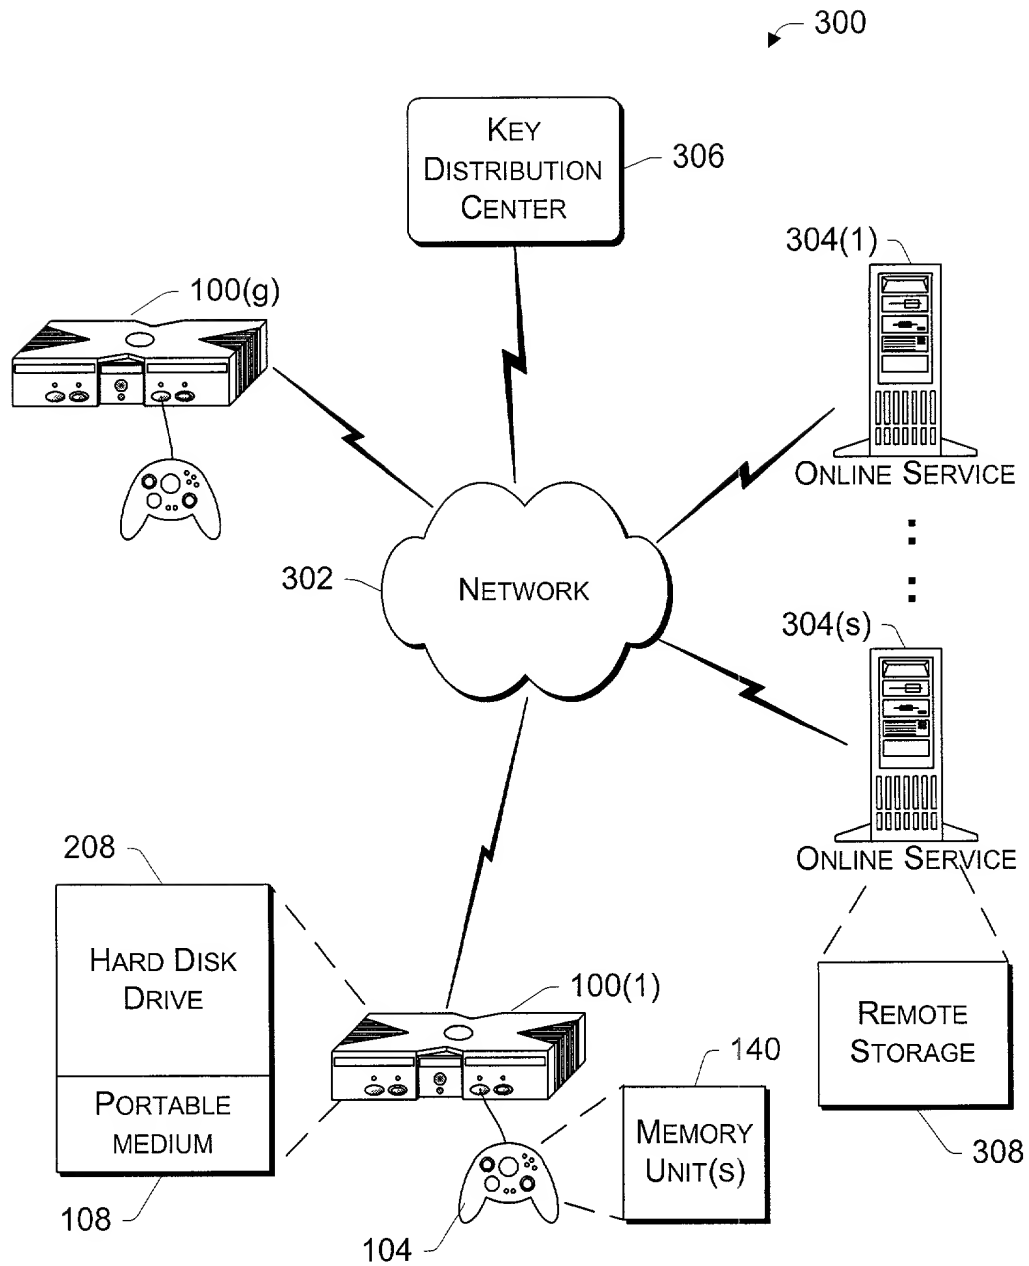 300
KEY
DISTRIBUTION
CENTER
306
304(1)
100(g)
ONLINE SERVICE
302
NETWORK
304(s)
ONLINE SERVICE
208
HARD DISK
DRIVE
PORTABLE
MEDIUM
108
100(1)
104
140
MEMORY
UNIT(S)
REMOTE
STORAGE
308